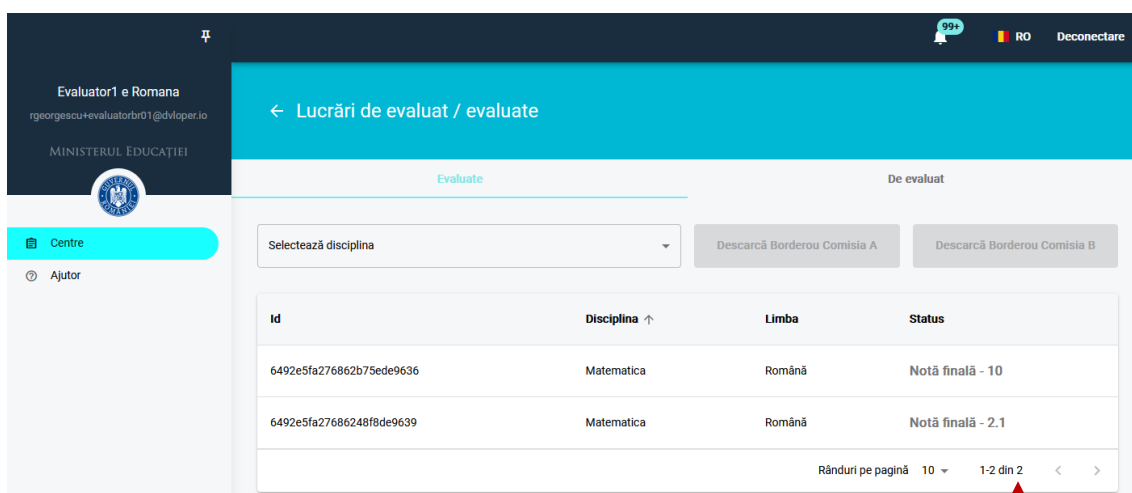 99+
RO Deconectare
Evaluator1 e Romana
rgeorgescu+evaluatorbr01@dvloper.io
MINISTERUL EDUCAȚIEI
GUVERNUL ROMÂNIEI
Centre
Ajutor
← Lucrări de evaluat / evaluate
Evaluate De evaluat
Selectează disciplina Descarcă Borderou Comisia A Descarcă Borderou Comisia B
Id Disciplina ↑ Limba Status
6492e5fa276862b75ede9636 Matematica Română Notă finală - 10
6492e5fa27686248f8de9639 Matematica Română Notă finală - 2.1
Rânduri pe pagină 10 1-2 din 2 < >